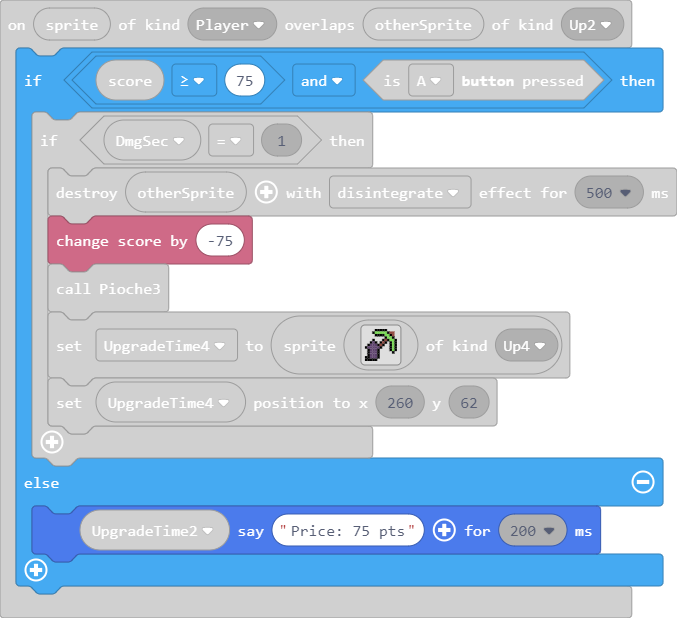 on sprite of kind Player overlaps otherSprite of kind Up2
if score ≥ 75 and is A button pressed then
if DmgSec = 1 then
destroy otherSprite with disintegrate effect for 500 ms
change score by -75
call Pioche3
set UpgradeTime4 to sprite of kind Up4
set UpgradeTime4 position to x 260 y 62
else
UpgradeTime2 say "Price: 75 pts" for 200 ms